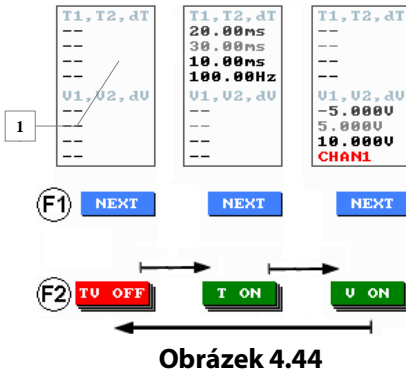 T1,T2,dT
--
--
--
--
V1,V2,dV
--
--
--
--
T1,T2,dT
20.00ms
30.00ms
10.00ms
100.00Hz
V1,V2,dV
--
--
--
--
T1,T2,dT
--
--
--
--
V1,V2,dV
-5.000V
5.000V
10.000V
CHAN1
1
F1 NEXT NEXT NEXT
F2 TV OFF T ON V ON
Obrázek 4.44